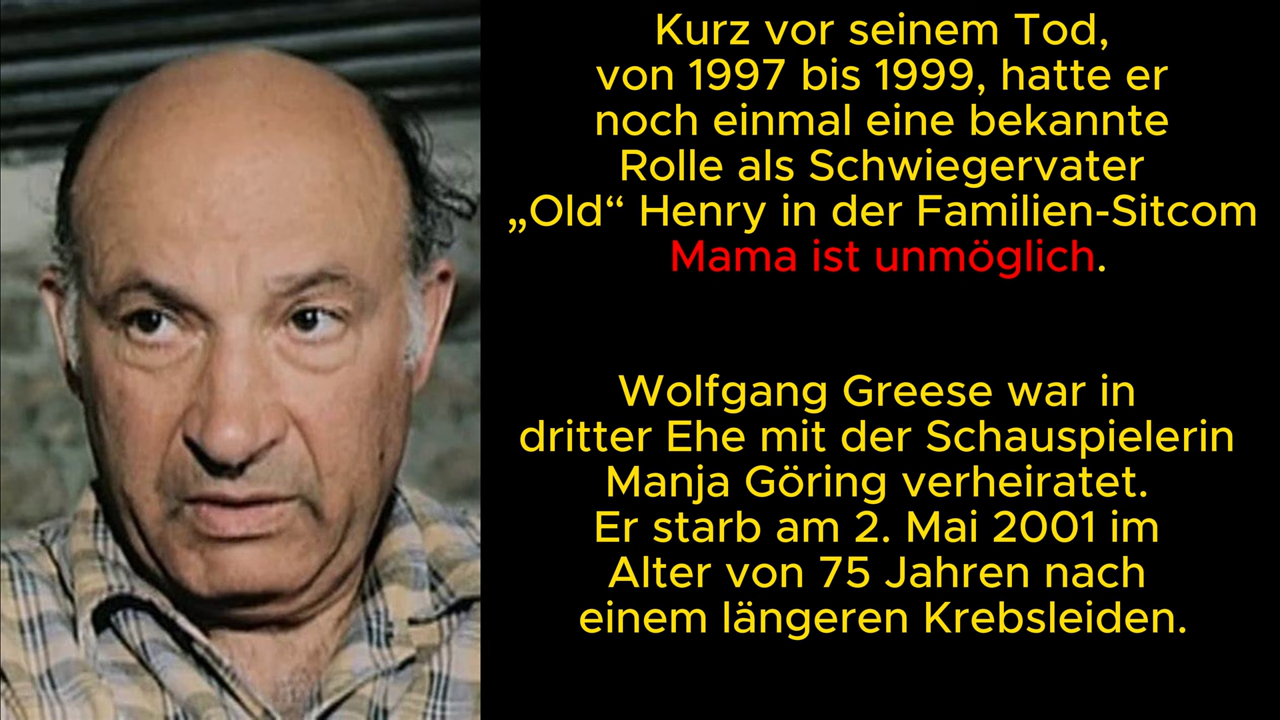 Kurz vor seinem Tod,
von 1997 bis 1999, hatte er
noch einmal eine bekannte
Rolle als Schwiegervater
„Old“ Henry in der Familien-Sitcom
Mama ist unmöglich.
Wolfgang Greese war in
dritter Ehe mit der Schauspielerin
Manja Göring verheiratet.
Er starb am 2. Mai 2001 im
Alter von 75 Jahren nach
einem längeren Krebsleiden.